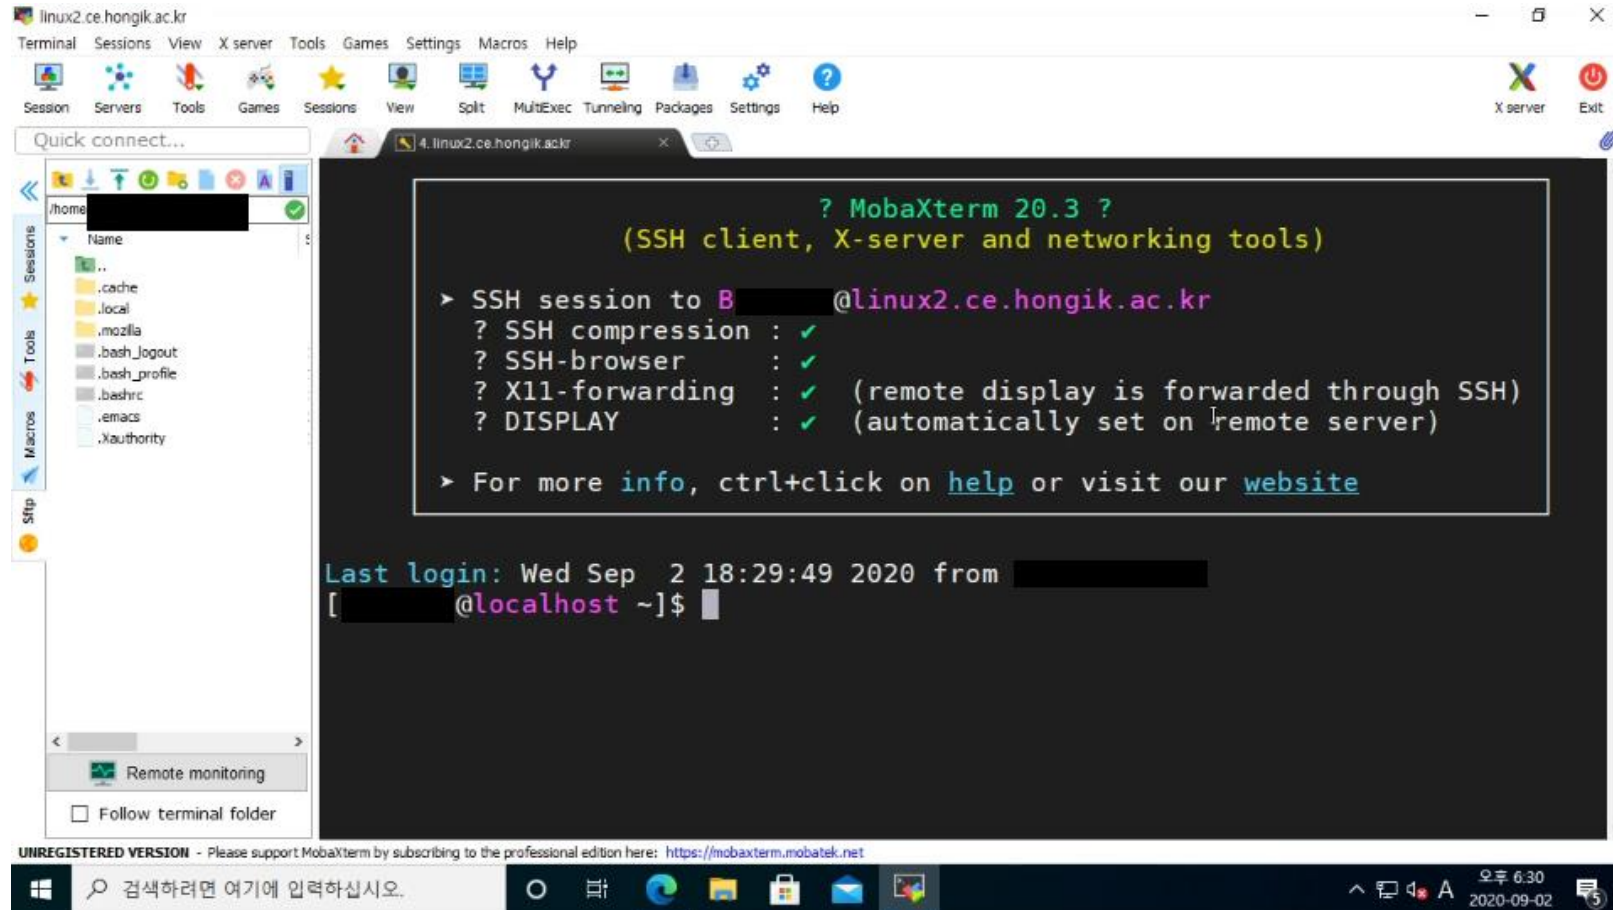 linux2.ce.hongik.ac.kr
Terminal Sessions View X server Tools Games Settings Macros Help
Session Servers Tools Games Sessions View Split MultiExec Tunneling Packages Settings Help X server Exit
Quick connect...
4. linux2.ce.hongik.ac.kr
/home
Name
..
.cache
.local
.mozilla
.bash_logout
.bash_profile
.bashrc
.emacs
.Xauthority
Sessions
Tools
Macros
Sftp
Remote monitoring
Follow terminal folder
? MobaXterm 20.3 ?
(SSH client, X-server and networking tools)
➤ SSH session to B @linux2.ce.hongik.ac.kr
? SSH compression : ✔
? SSH-browser : ✔
? X11-forwarding : ✔ (remote display is forwarded through SSH)
? DISPLAY : ✔ (automatically set on remote server)
➤ For more info, ctrl+click on help or visit our website
Last login: Wed Sep 2 18:29:49 2020 from
[ @localhost ~]$
UNREGISTERED VERSION - Please support MobaXterm by subscribing to the professional edition here: https://mobaxterm.mobatek.net
검색하려면 여기에 입력하십시오.
A
오후 6:30
2020-09-02
5